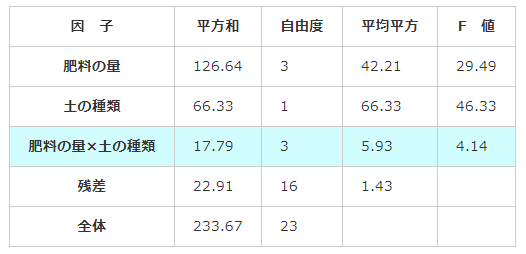 因　子 平方和 自由度 平均平方 F　値
肥料の量 126.64 3 42.21 29.49
土の種類 66.33 1 66.33 46.33
肥料の量×土の種類 17.79 3 5.93 4.14
残差 22.91 16 1.43
全体 233.67 23